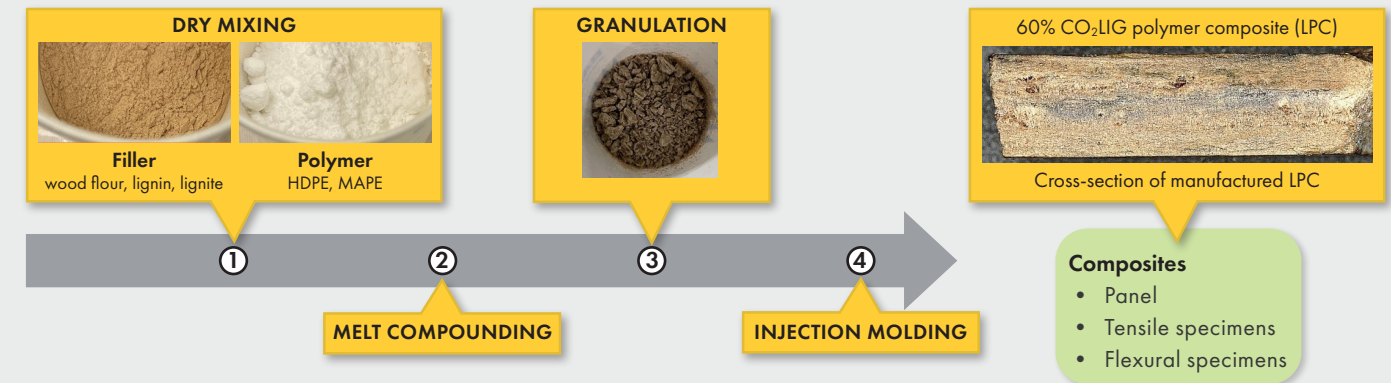 DRY MIXING
Filler
wood flour, lignin, lignite
Polymer
HDPE, MAPE
GRANULATION
60% CO₂LIG polymer composite (LPC)
Cross-section of manufactured LPC
1
2
3
4
MELT COMPOUNDING
INJECTION MOLDING
Composites
• Panel
• Tensile specimens
• Flexural specimens